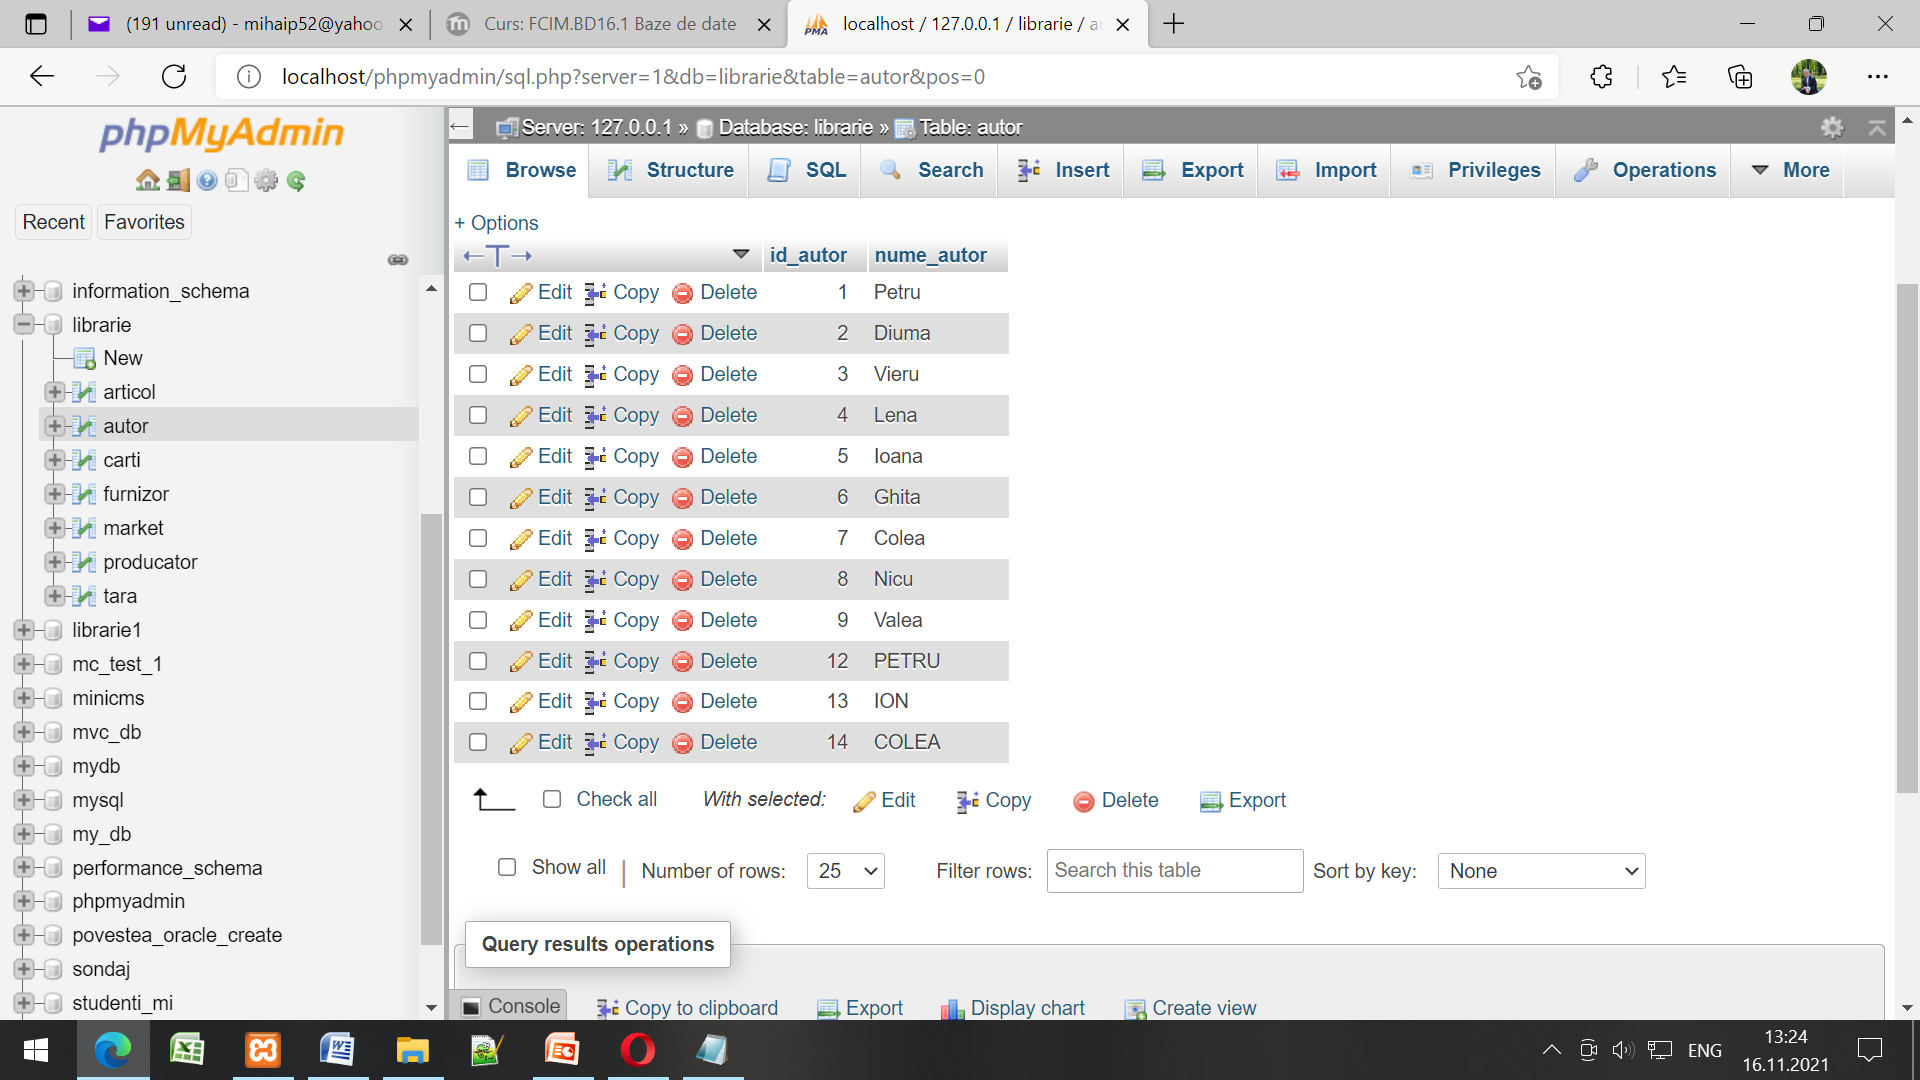 (191 unread) - mihaip52@yahoo
Curs: FCIM.BD16.1 Baze de date
localhost / 127.0.0.1 / librarie / au
localhost/phpmyadmin/sql.php?server=1&db=librarie&table=autor&pos=0
phpMyAdmin
Recent
Favorites
information_schema
librarie
New
articol
autor
carti
furnizor
market
producator
tara
librarie1
mc_test_1
minicms
mvc_db
mydb
mysql
my_db
performance_schema
phpmyadmin
povestea_oracle_create
sondaj
studenti_mi
Server: 127.0.0.1 » Database: librarie » Table: autor
Browse Structure SQL Search Insert Export Import Privileges Operations More
+ Options
id_autor nume_autor
Edit Copy Delete 1 Petru
Edit Copy Delete 2 Diuma
Edit Copy Delete 3 Vieru
Edit Copy Delete 4 Lena
Edit Copy Delete 5 Ioana
Edit Copy Delete 6 Ghita
Edit Copy Delete 7 Colea
Edit Copy Delete 8 Nicu
Edit Copy Delete 9 Valea
Edit Copy Delete 12 PETRU
Edit Copy Delete 13 ION
Edit Copy Delete 14 COLEA
Check all With selected: Edit Copy Delete Export
Show all Number of rows: 25 Filter rows: Search this table Sort by key: None
Query results operations
Console Copy to clipboard Export Display chart Create view
ENG
13:24
16.11.2021